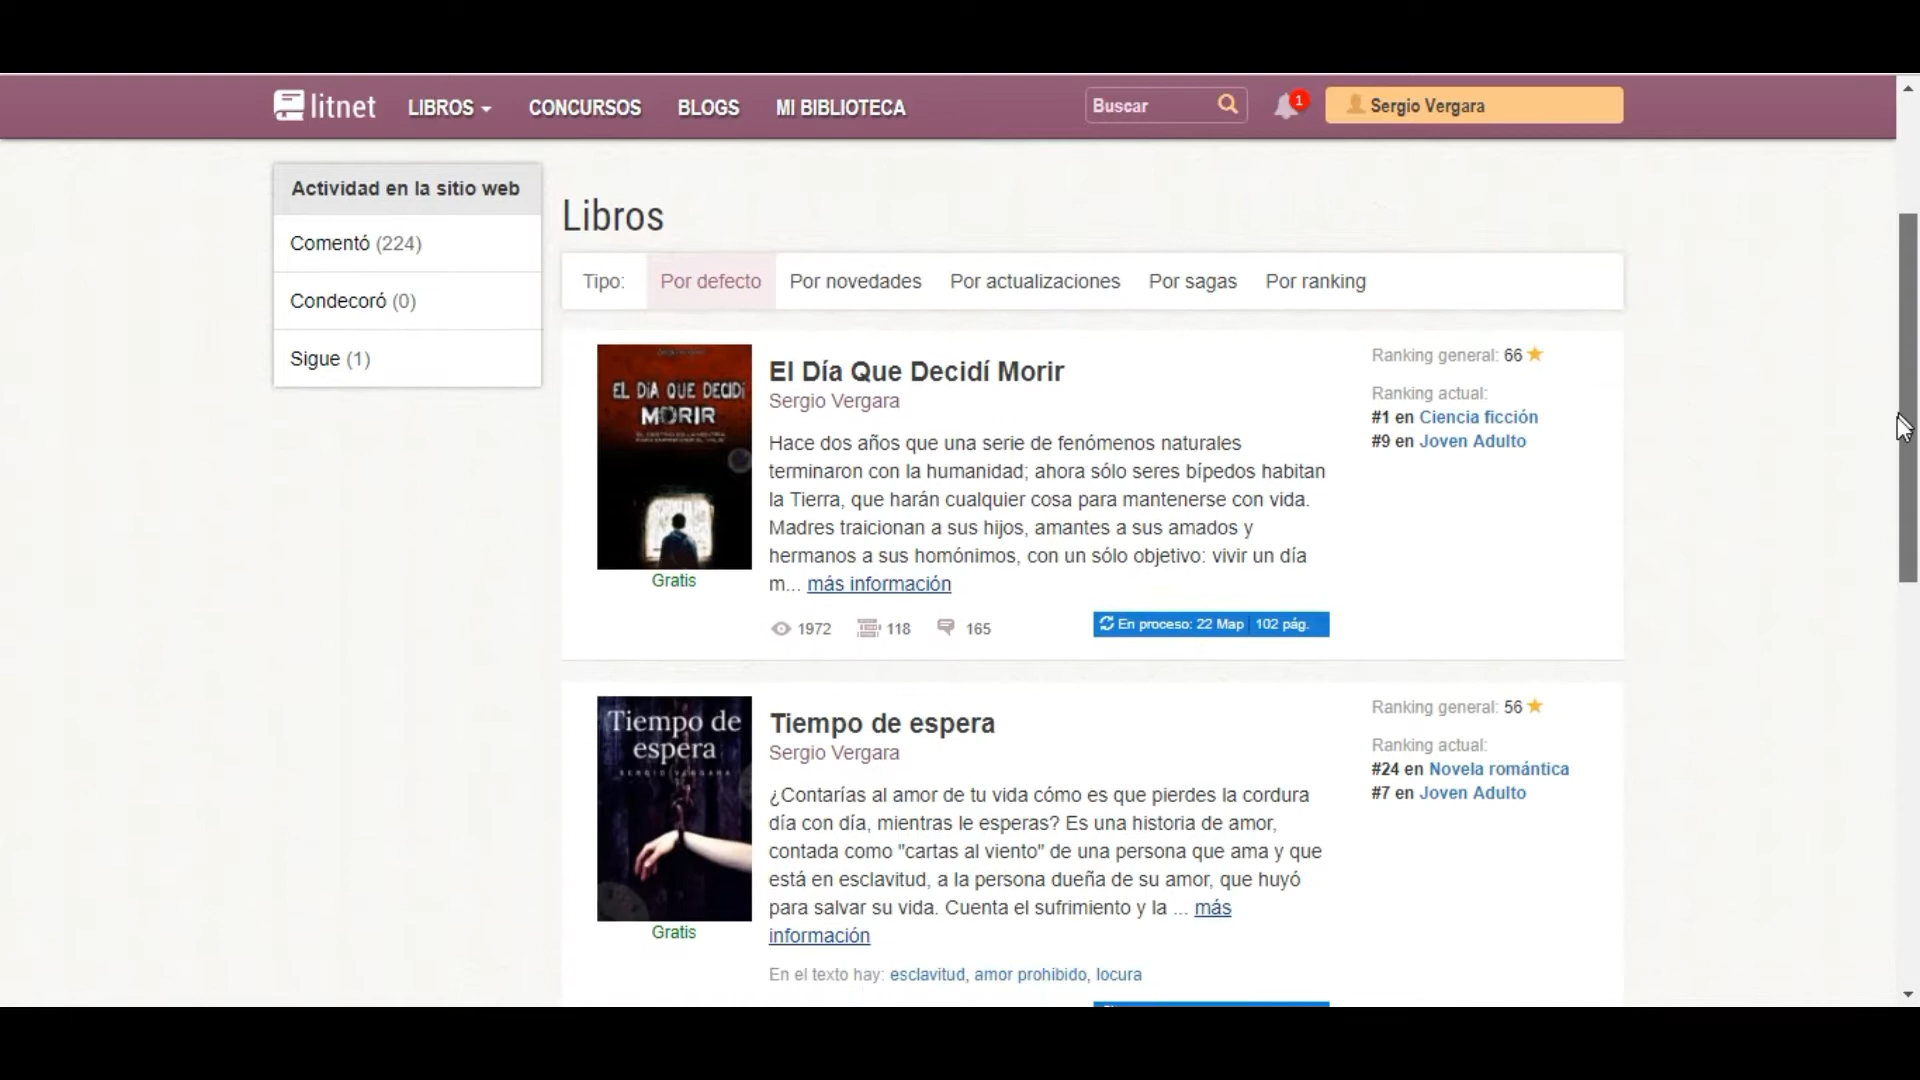 litnet LIBROS CONCURSOS BLOGS MI BIBLIOTECA Buscar 1 Sergio Vergara
Actividad en la sitio web
Comentó (224)
Condecoró (0)
Sigue (1)
Libros
Tipo: Por defecto Por novedades Por actualizaciones Por sagas Por ranking
EL DÍA QUE DECIDÍ
MORIR
Gratis
El Día Que Decidí Morir
Sergio Vergara
Hace dos años que una serie de fenómenos naturales
terminaron con la humanidad; ahora sólo seres bípedos habitan
la Tierra, que harán cualquier cosa para mantenerse con vida.
Madres traicionan a sus hijos, amantes a sus amados y
hermanos a sus homónimos, con un sólo objetivo: vivir un día
m... más información
1972 118 165
En proceso: 22 Мар 102 pág.
Ranking general: 66
Ranking actual:
#1 en Ciencia ficción
#9 en Joven Adulto
Tiempo de
espera
SERGIO VERGARA
Gratis
Tiempo de espera
Sergio Vergara
¿Contarías al amor de tu vida cómo es que pierdes la cordura
día con día, mientras le esperas? Es una historia de amor,
contada como "cartas al viento" de una persona que ama y que
está en esclavitud, a la persona dueña de su amor, que huyó
para salvar su vida. Cuenta el sufrimiento y la ... más
información
En el texto hay: esclavitud, amor prohibido, locura
Ranking general: 56
Ranking actual:
#24 en Novela romántica
#7 en Joven Adulto